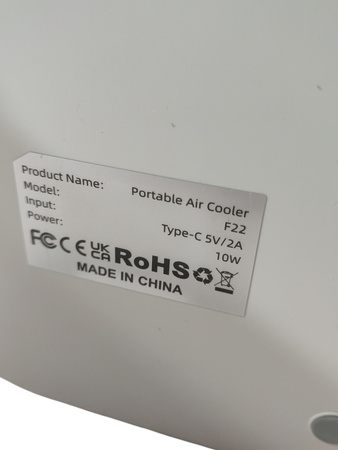 Product Name: Portable Air Cooler
Model: F22
Input: Type-C 5V/2A
Power: 10W
FC CE UK CA RoHS
MADE IN CHINA